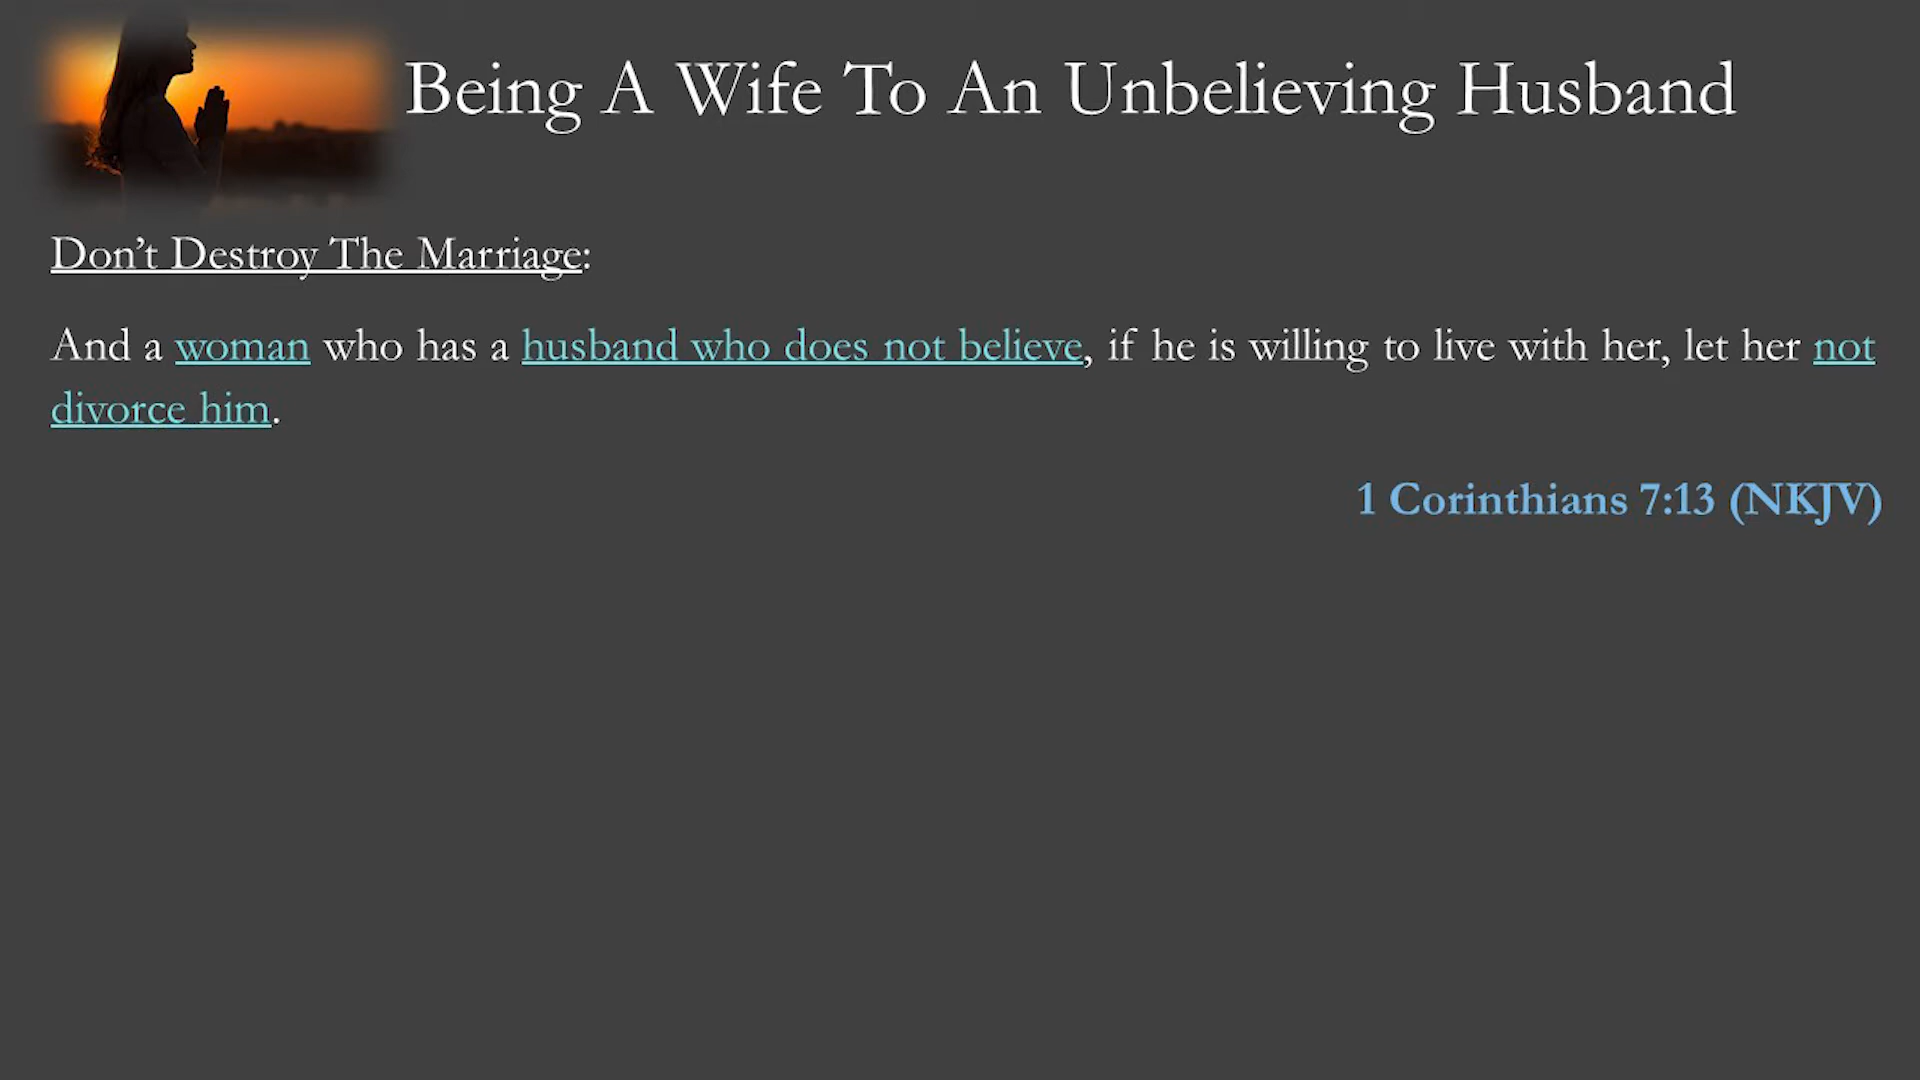 Being A Wife To An Unbelieving Husband
Don’t Destroy The Marriage:
And a woman who has a husband who does not believe, if he is willing to live with her, let her not
divorce him.
1 Corinthians 7:13 (NKJV)